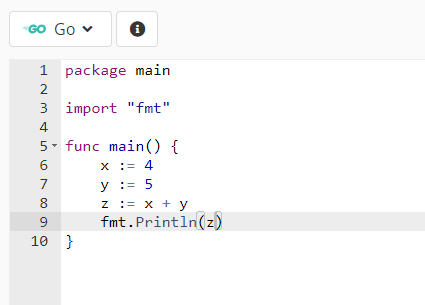 GO Go
1 package main
2
3 import "fmt"
4
5 func main() {
6     x := 4
7     y := 5
8     z := x + y
9     fmt.Println(z)
10 }